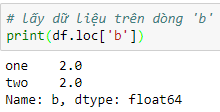 # lấy dữ liệu trên dòng 'b'
print(df.loc['b'])
one    2.0
two    2.0
Name: b, dtype: float64